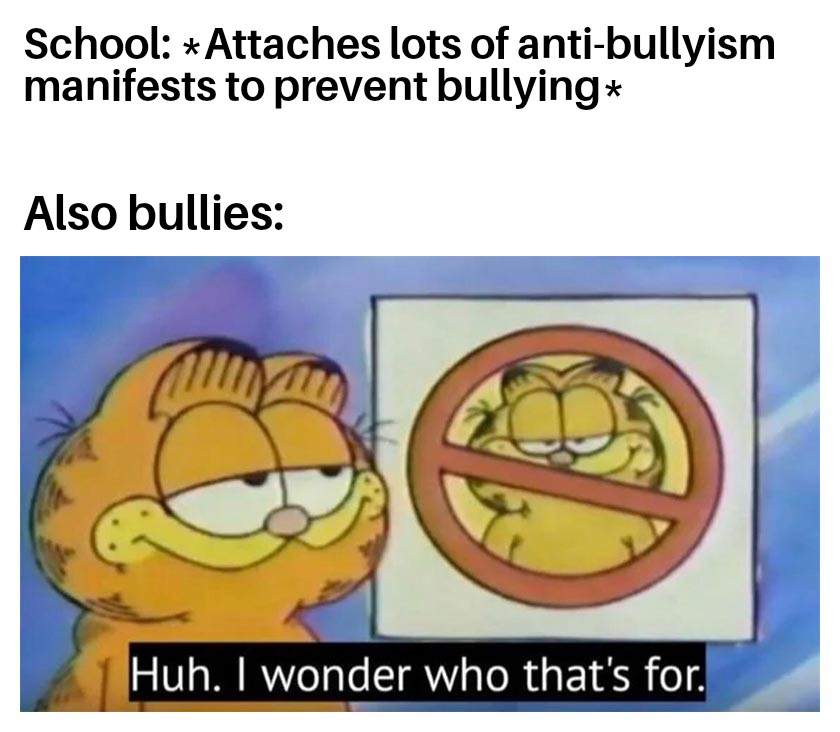 School: *Attaches lots of anti-bullyism
manifests to prevent bullying*
Also bullies:
Huh. I wonder who that's for.